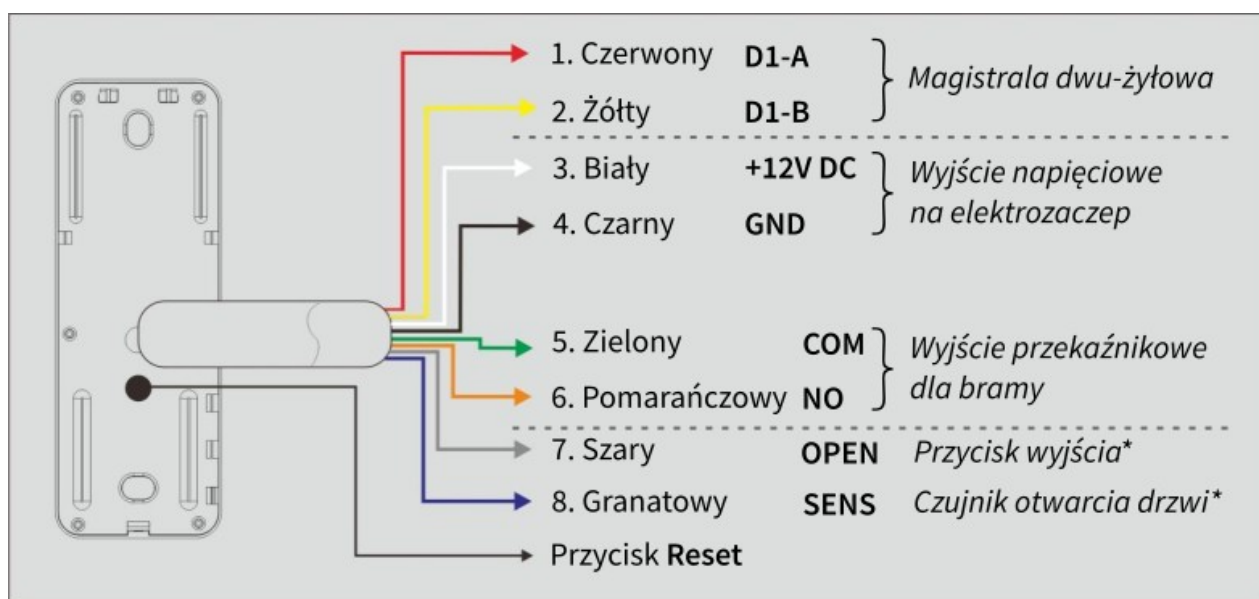 1. Czerwony D1-A
Magistrala dwu-żyłowa
2. Żółty D1-B
3. Biały +12V DC
Wyjście napięciowe
na elektrozaczep
4. Czarny GND
5. Zielony COM
Wyjście przekaźnikowe
dla bramy
6. Pomarańczowy NO
7. Szary OPEN Przycisk wyjścia*
8. Granatowy SENS Czujnik otwarcia drzwi*
Przycisk Reset